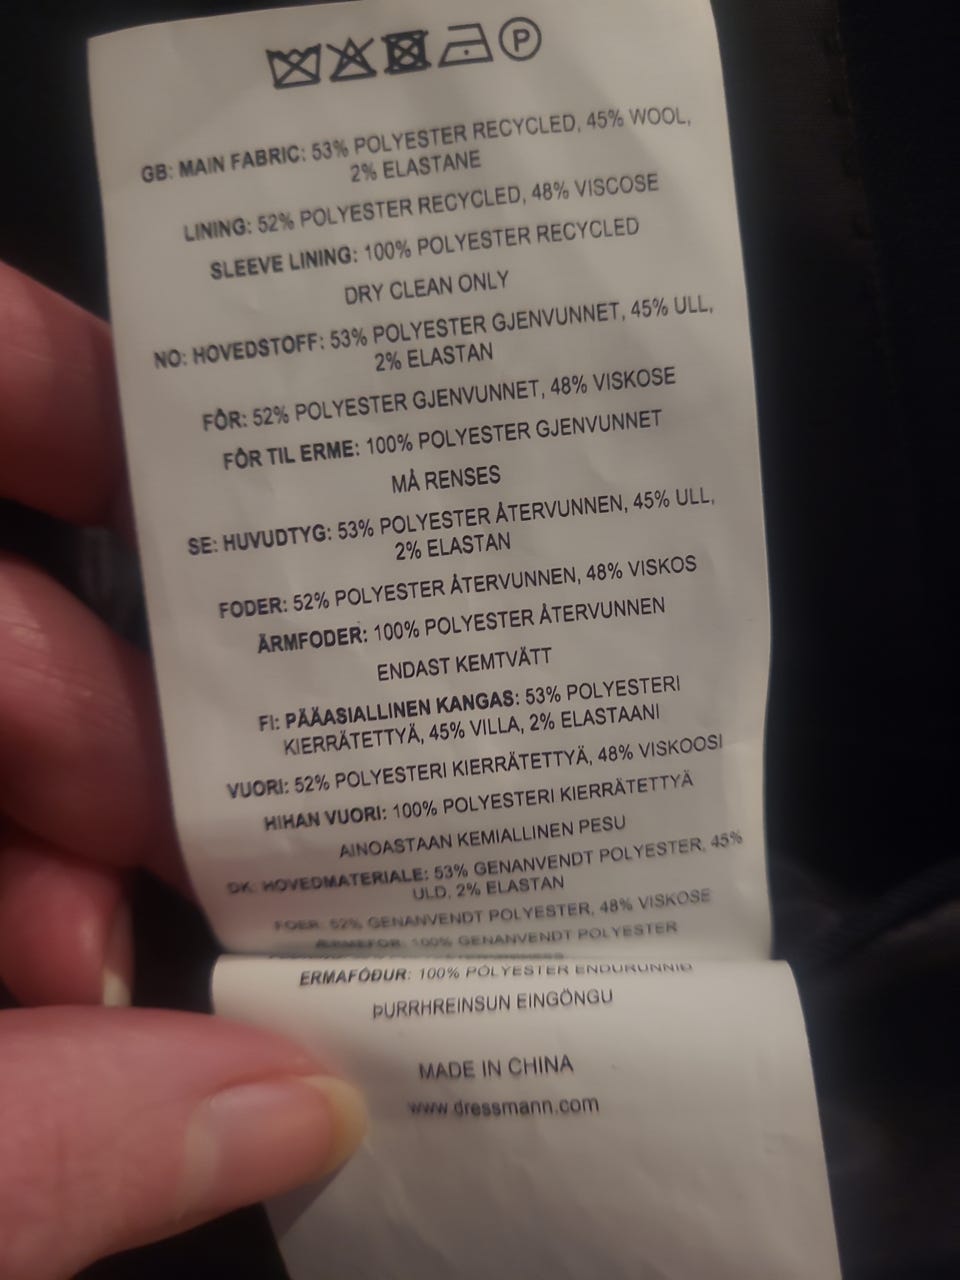 P
GB: MAIN FABRIC: 53% POLYESTER RECYCLED, 45% WOOL,
2% ELASTANE
LINING: 52% POLYESTER RECYCLED, 48% VISCOSE
SLEEVE LINING: 100% POLYESTER RECYCLED
DRY CLEAN ONLY
NO: HOVEDSTOFF: 53% POLYESTER GJENVUNNET, 45% ULL,
2% ELASTAN
FÔR: 52% POLYESTER GJENVUNNET, 48% VISKOSE
FÔR TIL ERME: 100% POLYESTER GJENVUNNET
MÅ RENSES
SE: HUVUDTYG: 53% POLYESTER ÅTERVUNNEN, 45% ULL,
2% ELASTAN
FODER: 52% POLYESTER ÅTERVUNNEN, 48% VISKOS
ÄRMFODER: 100% POLYESTER ÅTERVUNNEN
ENDAST KEMTVÄTT
FI: PÄÄASIALLINEN KANGAS: 53% POLYESTERI
KIERRÄTETTYÄ, 45% VILLA, 2% ELASTAANI
VUORI: 52% POLYESTERI KIERRÄTETTYÄ, 48% VISKOOSI
HIHAN VUORI: 100% POLYESTERI KIERRÄTETTYÄ
AINOASTAAN KEMIALLINEN PESU
DK: HOVEDMATERIALE: 53% GENANVENDT POLYESTER, 45%
ULD, 2% ELASTAN
FOER: 52% GENANVENDT POLYESTER, 48% VISKOSE
ÆRMEFOR: 100% GENANVENDT POLYESTER
ERMAFÓÐUR: 100% PÓLYESTER ENDURUNNIÐ
ÞURRHREINSUN EINGÖNGU
MADE IN CHINA
www.dressmann.com